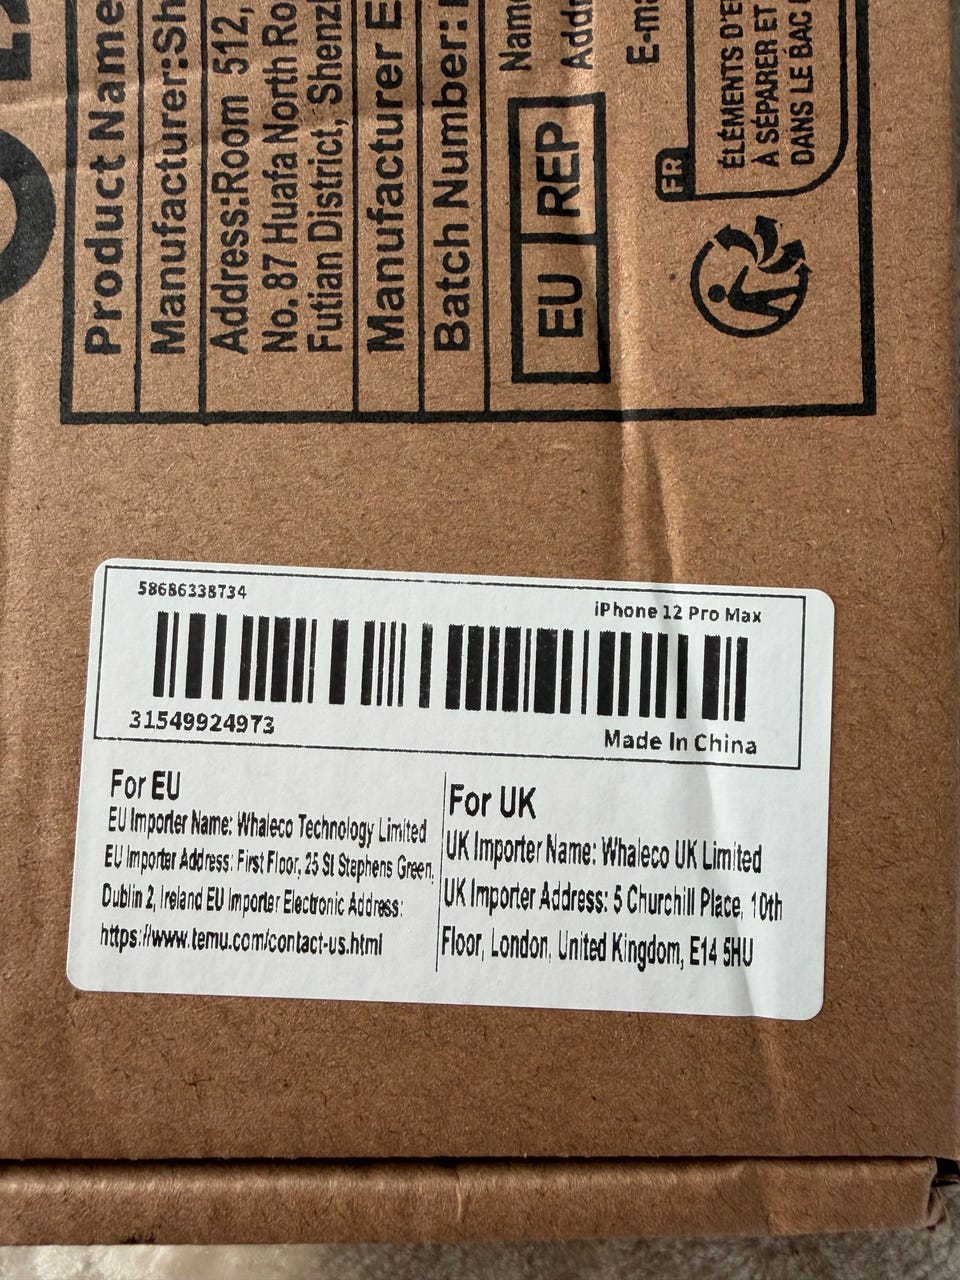 Product Name
Manufacturer:Sh
Address:Room 512,
No. 87 Huafa North Ro
Futian District, Shenz
Manufacturer E
Batch Number:
EU REP
Name
Addr
E-ma
FR
ÉLÉMENTS D'E
À SÉPARER ET
DANS LE BAC
58686338734
iPhone 12 Pro Max
31549924973
Made In China
For EU
EU Importer Name: Whaleco Technology Limited
EU Importer Address: First Floor, 25 St Stephens Green,
Dublin 2, Ireland EU Importer Electronic Address:
https://www.temu.com/contact-us.html
For UK
UK Importer Name: Whaleco UK Limited
UK Importer Address: 5 Churchill Place, 10th
Floor, London, United Kingdom, E14 5HU